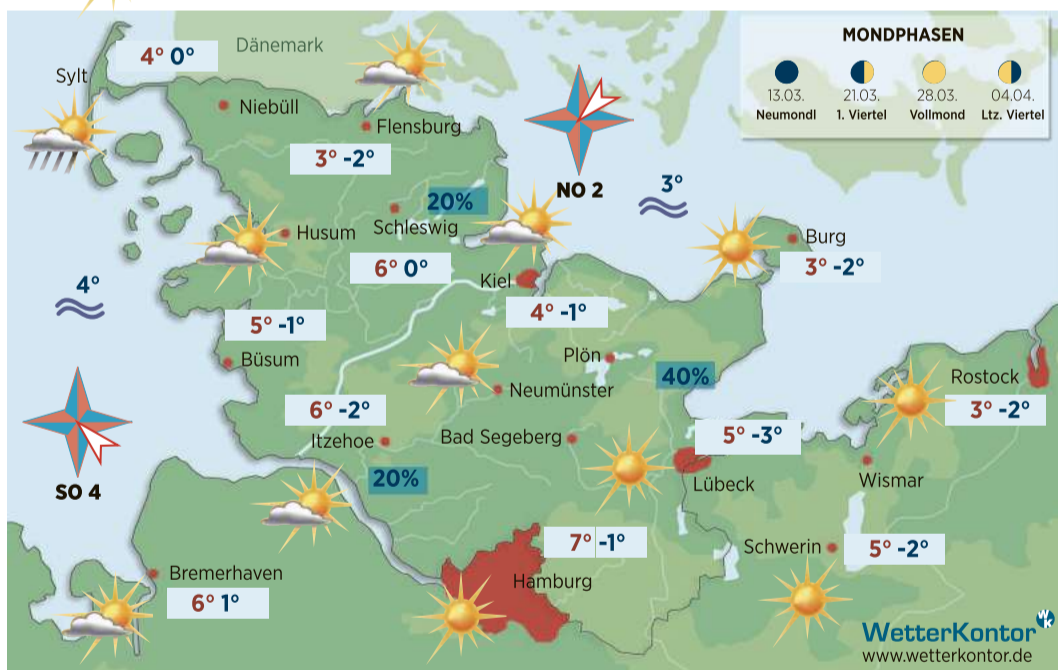 MONDPHASEN
13.03. 21.03. 28.03. 04.04.
Neumondl 1. Viertel Vollmond Ltz. Viertel
Dänemark
4° 0°
Sylt
Niebüll
Flensburg
3° -2°
NO 2
3°
20%
Schleswig
Husum
Burg
3° -2°
6° 0°
Kiel
4° -1°
4°
5° -1°
Büsum
Plön
40%
Rostock
3° -2°
Neumünster
6° -2°
Itzehoe
Bad Segeberg
5° -3°
Lübeck
Wismar
SO 4
20%
7° -1°
Hamburg
Schwerin
5° -2°
Bremerhaven
6° 1°
WetterKontor WK
www.wetterkontor.de